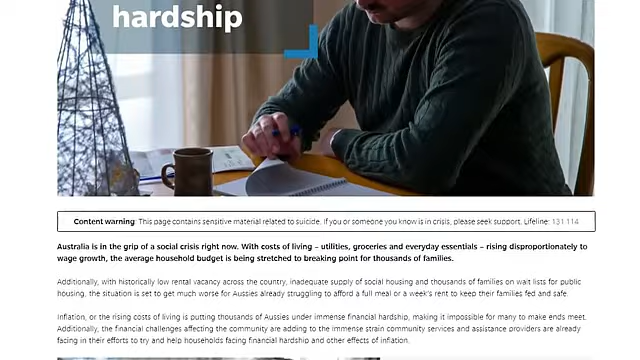 hardship
Content warning: This page contains sensitive material related to suicide. If you or someone you know is in crisis, please seek support. Lifeline: 131 114
Australia is in the grip of a social crisis right now. With costs of living – utilities, groceries and everyday essentials – rising disproportionately to
wage growth, the average household budget is being stretched to breaking point for thousands of families.
Additionally, with historically low rental vacancy across the country, inadequate supply of social housing and thousands of families on wait lists for public
housing, the situation is set to get much worse for Aussies already struggling to afford a full meal or a week's rent to keep their families fed and safe.
Inflation, or the rising costs of living is putting thousands of Aussies under immense financial hardship, making it impossible for many to make ends meet.
Additionally, the financial challenges affecting the community are adding to the immense strain community services and assistance providers are already
facing in their efforts to try and help households facing financial hardship and other effects of inflation.